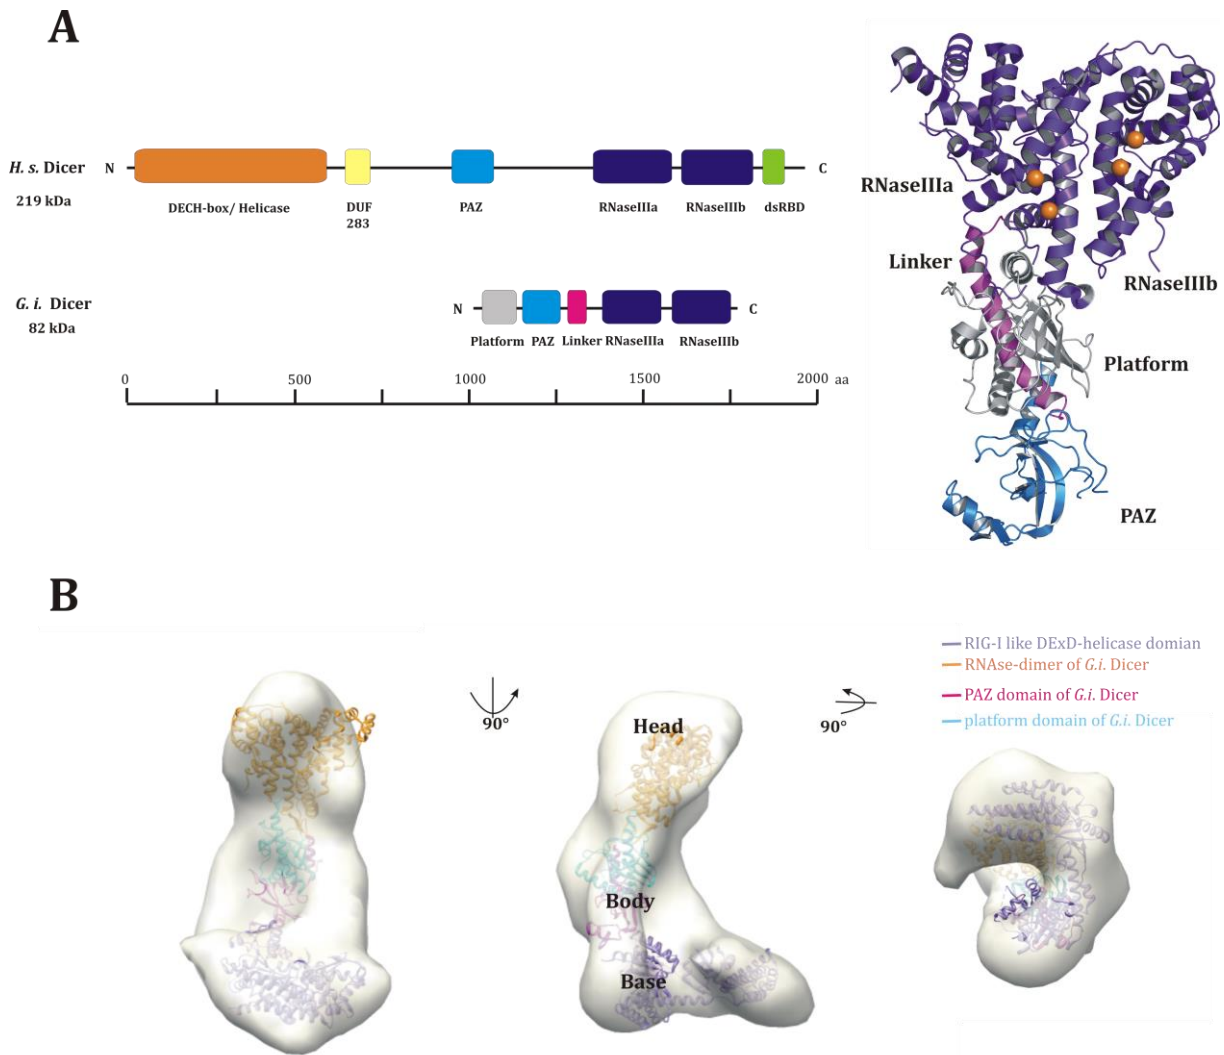 A
H. s. Dicer
219 kDa
N
C
DECH-box/ Helicase
DUF
283
PAZ
RNaseIIIa
RNaseIIIb
dsRBD
G. i. Dicer
82 kDa
N
C
Platform
PAZ
Linker
RNaseIIIa
RNaseIIIb
0
500
1000
1500
2000 aa
RNaseIIIa
Linker
RNaseIIIb
Platform
PAZ
B
RIG-I like DExD-helicase domian
RNAse-dimer of G.i. Dicer
PAZ domain of G.i. Dicer
platform domain of G.i. Dicer
90°
90°
Head
Body
Base